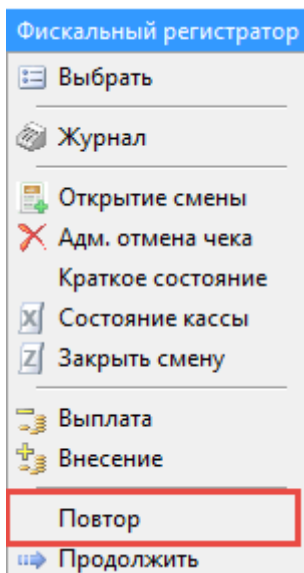 Фискальный регистратор
Выбрать
Журнал
Открытие смены
Адм. отмена чека
Краткое состояние
X Состояние кассы
Z Закрыть смену
Выплата
Внесение
Повтор
Продолжить